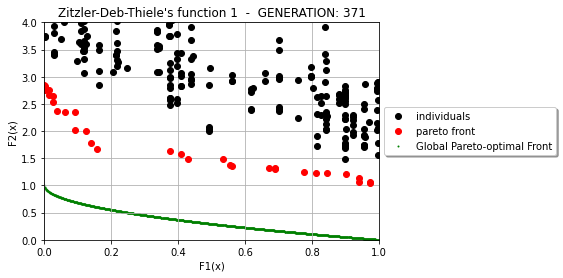 Zitzler-Deb-Thiele's function 1 - GENERATION: 371
4.0
3.5
3.0
2.5
2.0
1.5
1.0
0.5
0.0
F2(x)
0.0 0.2 0.4 0.6 0.8 1.0
F1(x)
individuals
pareto front
Global Pareto-optimal Front